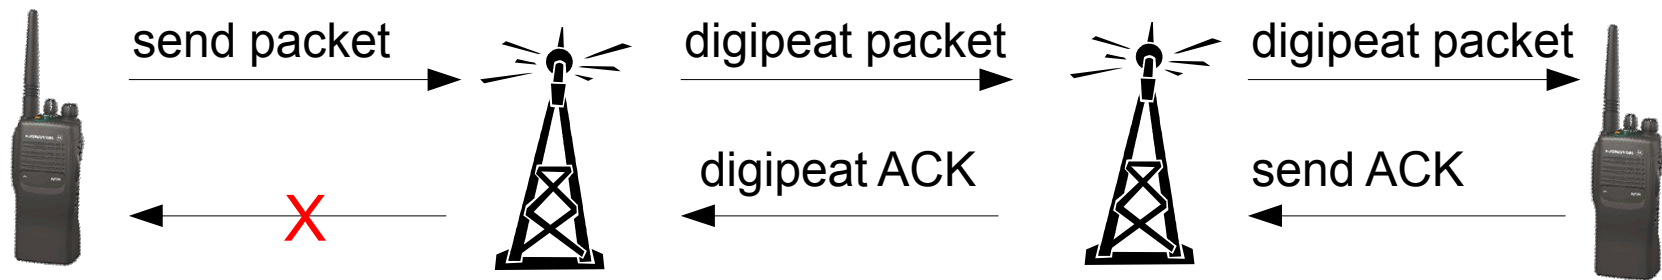 send packet
digipeat packet
digipeat packet
digipeat ACK
send ACK
X